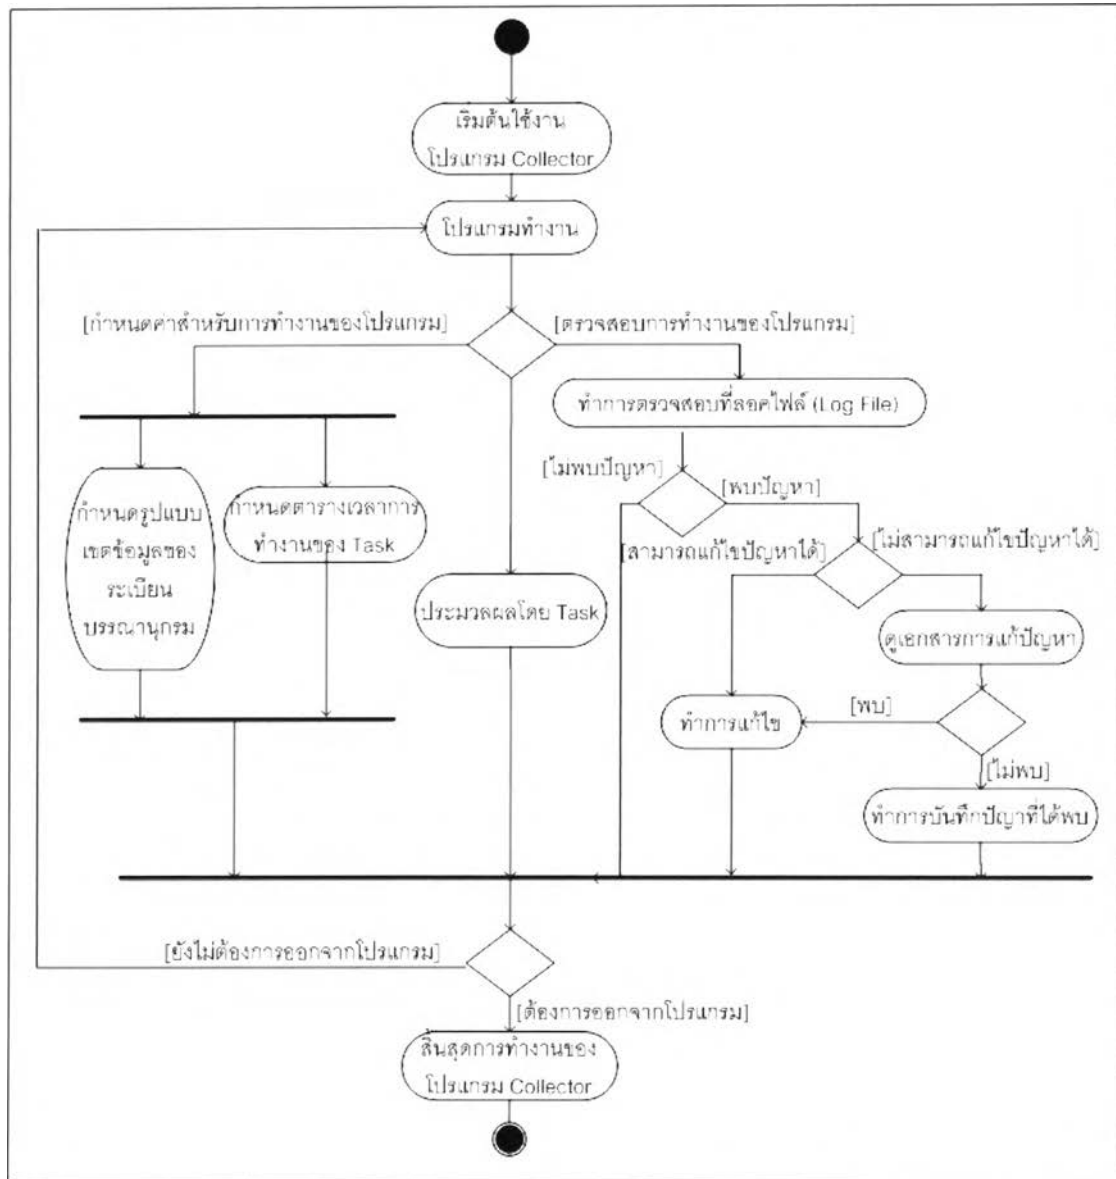 เริ่มต้นใช้งาน
โปรแกรม Collector
โปรแกรมทำงาน
[กำหนดค่าสำหรับการทำงานของโปรแกรม]
[ตรวจสอบการทำงานของโปรแกรม]
ทำการตรวจสอบที่ลอคไฟล์ (Log File)
[ไม่พบปัญหา]
[พบปัญหา]
กำหนดรูปแบบ
เขตข้อมูลของ
ระเบียน
บรรณานุกรม
กำหนดตารางเวลาการ
ทำงานของ Task
[สามารถแก้ไขปัญหาได้]
[ไม่สามารถแก้ไขปัญหาได้]
ประมวลผลโดย Task
ดูเอกสารการแก้ปัญหา
[พบ]
ทำการแก้ไข
[ไม่พบ]
ทำการบันทึกปัญาที่ได้พบ
[ยังไม่ต้องการออกจากโปรแกรม]
[ต้องการออกจากโปรแกรม]
สิ้นสุดการทำงานของ
โปรแกรม Collector